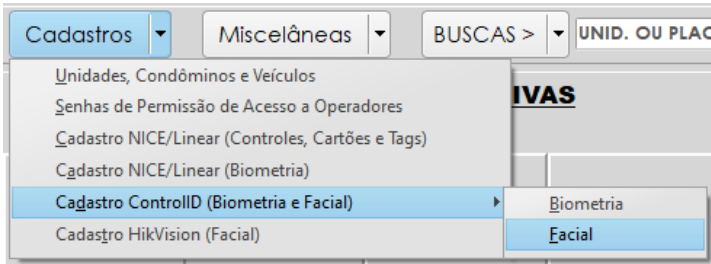 Cadastros Miscelâneas BUSCAS > UNID. OU PLAC
IVAS
Unidades, Condôminos e Veículos
Senhas de Permissão de Acesso a Operadores
Cadastro NICE/Linear (Controles, Cartões e Tags)
Cadastro NICE/Linear (Biometria)
Cadastro ControlID (Biometria e Facial)
Biometria
Cadastro HikVision (Facial)
Facial